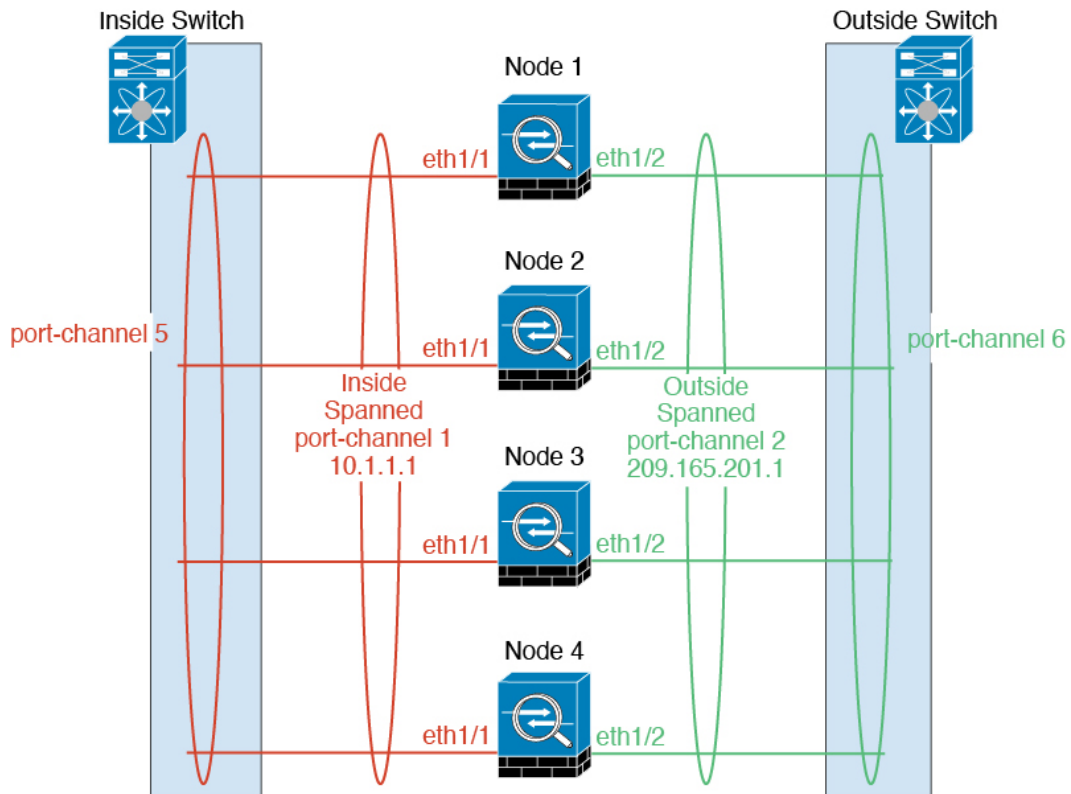 Inside Switch
Outside Switch
Node 1
eth1/1
eth1/2
Node 2
port-channel 5
port-channel 6
eth1/1
eth1/2
Inside
Spanned
port-channel 1
10.1.1.1
Outside
Spanned
port-channel 2
209.165.201.1
Node 3
eth1/1
eth1/2
Node 4
eth1/1
eth1/2